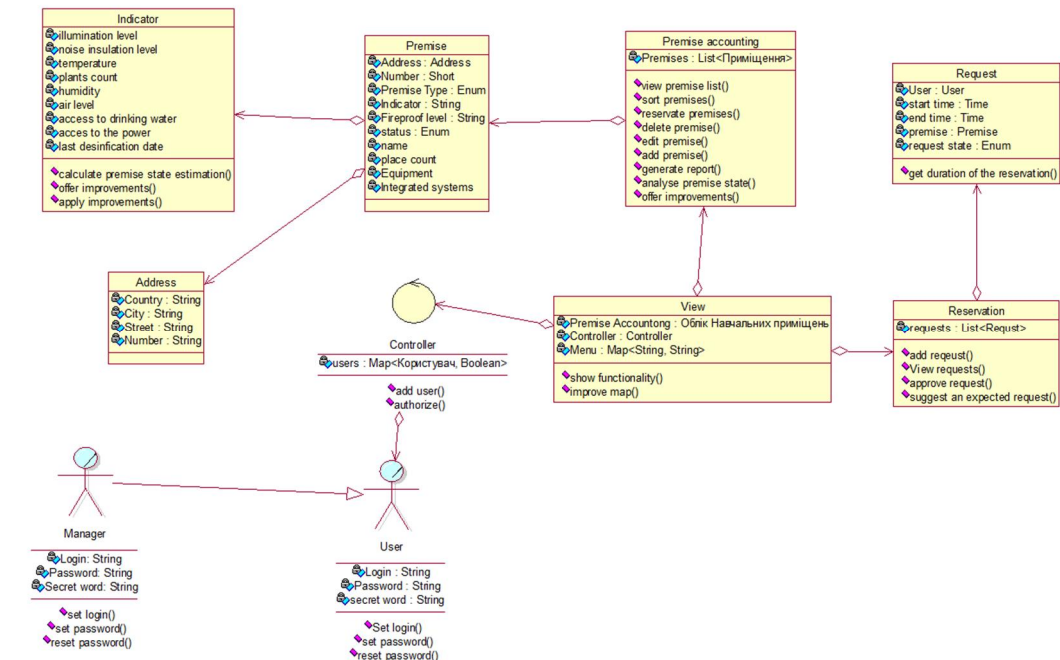 Indicator
illumination level
noise insulation level
temperature
plants count
humidity
air level
access to drinking water
acces to the power
last desinfication date
calculate premise state estimation()
offer improvements()
apply improvements()
Premise
Address : Address
Number : Short
Premise Type : Enum
Indicator : String
Fireproof level : String
status : Enum
name
place count
Equipment
Integrated systems
Premise accounting
Premises : List<Приміщення>
view premise list()
sort premises()
reservate premises()
delete premise()
edit premise()
add premise()
generate report()
analyse premise state()
offer improvements()
Request
User : User
start time : Time
end time : Time
premise : Premise
request state : Enum
get duration of the reservation()
Address
Country : String
City : String
Street : String
Number : String
Controller
users : Map<Користувач, Boolean>
add user()
authorize()
View
Premise Accountong : Облік Навчальних приміщень
Controller : Controller
Menu : Map<String, String>
show functionality()
improve map()
Reservation
requests : List<Requst>
add reqeust()
View requests()
approve request()
suggest an expected request()
Manager
Login: String
Password: String
Secret word: String
set login()
set password()
reset password()
User
Login : String
Password : String
secret word : String
Set login()
set password()
reset password()